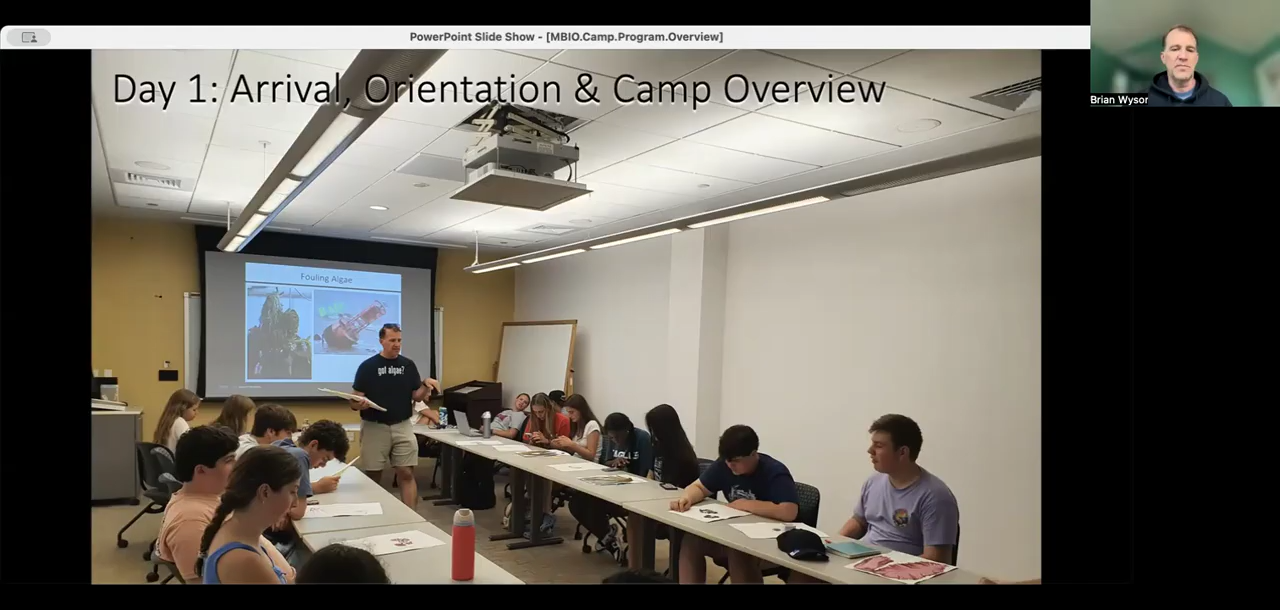 PowerPoint Slide Show - [MBIO.Camp.Program.Overview]
Brian Wysor
Day 1: Arrival, Orientation & Camp Overview
Fouling Algae
got algae?